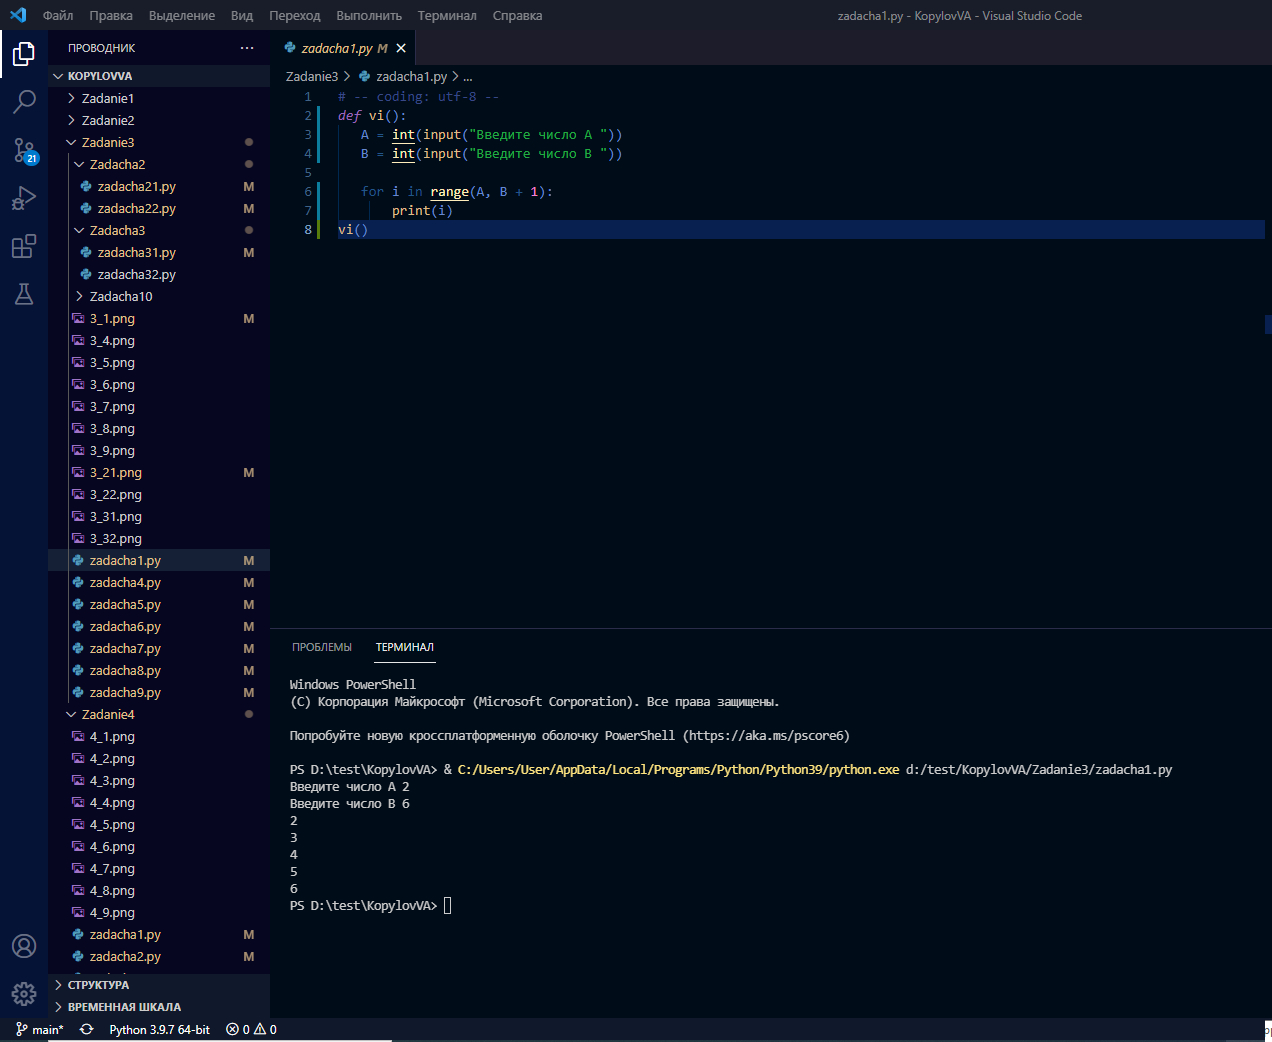 Файл Правка Выделение Вид Переход Выполнить Терминал Справка zadacha1.py - KopylovVA - Visual Studio Code
ПРОВОДНИК ...
KOPYLOVVA
Zadanie1
Zadanie2
Zadanie3
Zadacha2
zadacha21.py M
zadacha22.py M
Zadacha3
zadacha31.py M
zadacha32.py
Zadacha10
3_1.png M
3_4.png
3_5.png
3_6.png
3_7.png
3_8.png
3_9.png
3_21.png M
3_22.png
3_31.png
3_32.png
zadacha1.py M
zadacha4.py M
zadacha5.py M
zadacha6.py M
zadacha7.py M
zadacha8.py M
zadacha9.py M
Zadanie4
4_1.png
4_2.png
4_3.png
4_4.png
4_5.png
4_6.png
4_7.png
4_8.png
4_9.png
zadacha1.py M
zadacha2.py M
СТРУКТУРА
ВРЕМЕННАЯ ШКАЛА
21
zadacha1.py M
Zadanie3 > zadacha1.py > ...
1 # -- coding: utf-8 --
2 def vi():
3 A = int(input("Введите число A "))
4 B = int(input("Введите число B "))
5
6 for i in range(A, B + 1):
7 print(i)
8 vi()
ПРОБЛЕМЫ ТЕРМИНАЛ
Windows PowerShell
(C) Корпорация Майкрософт (Microsoft Corporation). Все права защищены.
Попробуйте новую кроссплатформенную оболочку PowerShell (https://aka.ms/pscore6)
PS D:\test\KopylovVA> & C:/Users/User/AppData/Local/Programs/Python/Python39/python.exe d:/test/KopylovVA/Zadanie3/zadacha1.py
Введите число A 2
Введите число B 6
2
3
4
5
6
PS D:\test\KopylovVA>
main* Python 3.9.7 64-bit 0 0